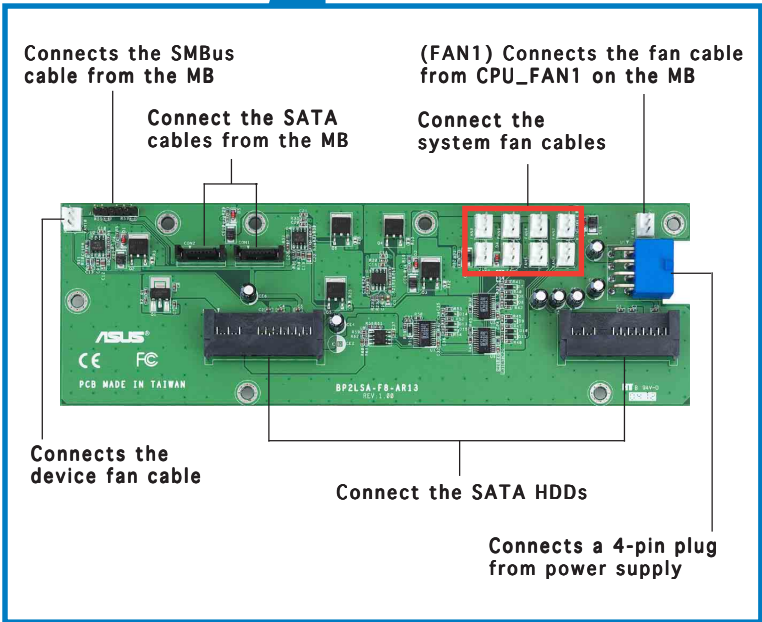 Connects the SMBus
cable from the MB
(FAN1) Connects the fan cable
from CPU_FAN1 on the MB
Connect the SATA
cables from the MB
Connect the
system fan cables
ASUS®
CE FC
PCB MADE IN TAIWAN
BP2LSA-F8-AR13
REV.1.00
Connects the
device fan cable
Connect the SATA HDDs
Connects a 4-pin plug
from power supply